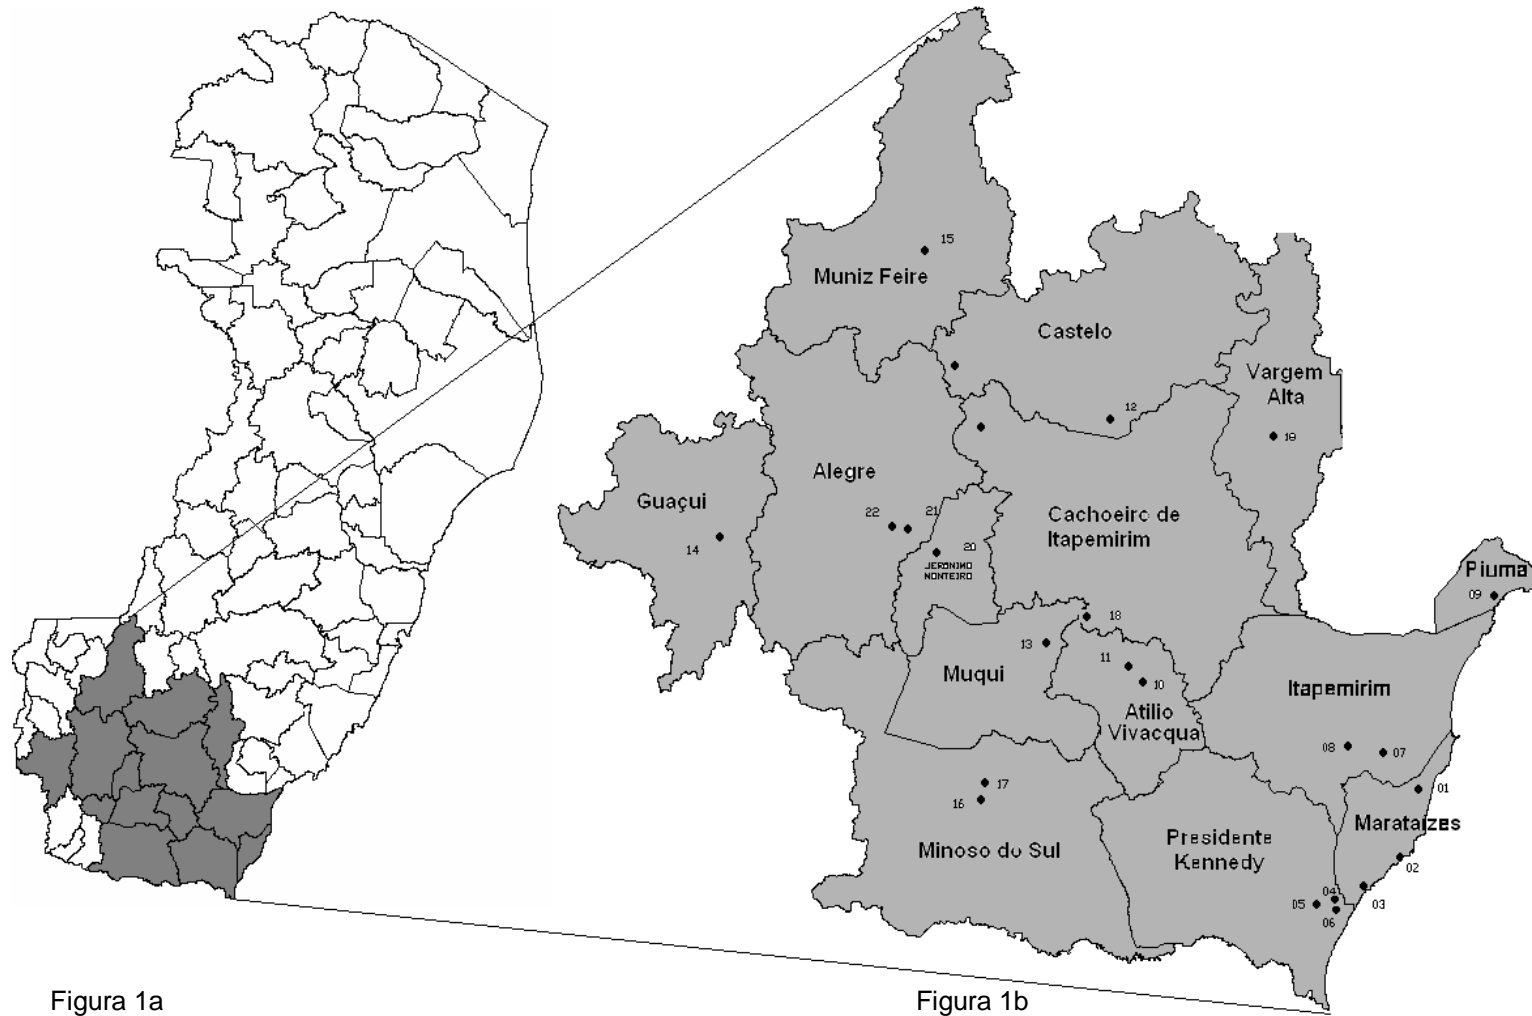 15
Muniz Feire
Castelo
Vargem
Alta
12
19
Alegre
Guaçui
22
21
14
Cachoeiro de
Itapemirim
20
JERONIMO
MONTEIRO
Piuma
09
18
13
11
Muqui
10
Itapemirim
Atilio
Vivacqua
08
07
17
16
01
Marataízes
Presidente
Kennedy
Minoso do Sul
02
04
05
03
06
Figura 1a
Figura 1b